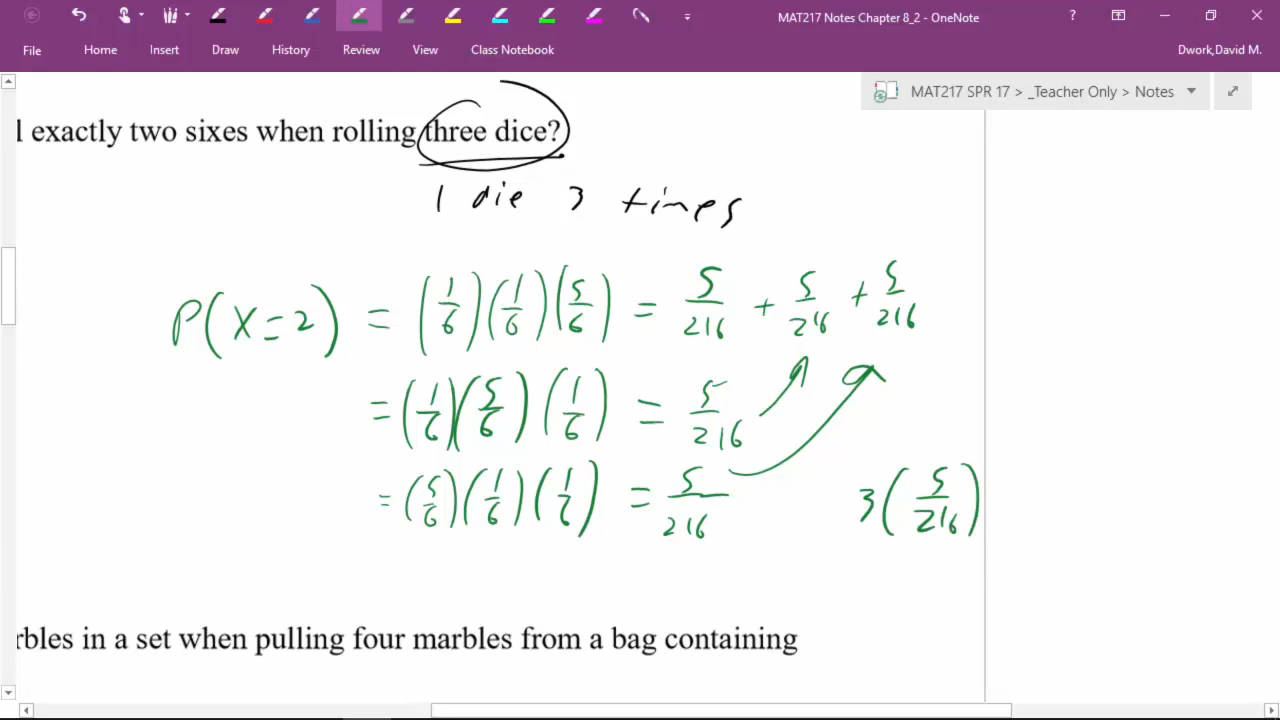 MAT217 Notes Chapter 8_2 - OneNote
?
File Home Insert Draw History Review View Class Notebook
Dwork,David M.
MAT217 SPR 17 > _Teacher Only > Notes
l exactly two sixes when rolling three dice?
1 die 3 times
P(X=2) = (1/6)(1/6)(5/6) = 5/216 + 5/216 + 5/216
= (1/6)(5/6)(1/6) = 5/216
= (5/6)(1/6)(1/6) = 5/216 3(5/216)
rbles in a set when pulling four marbles from a bag containing